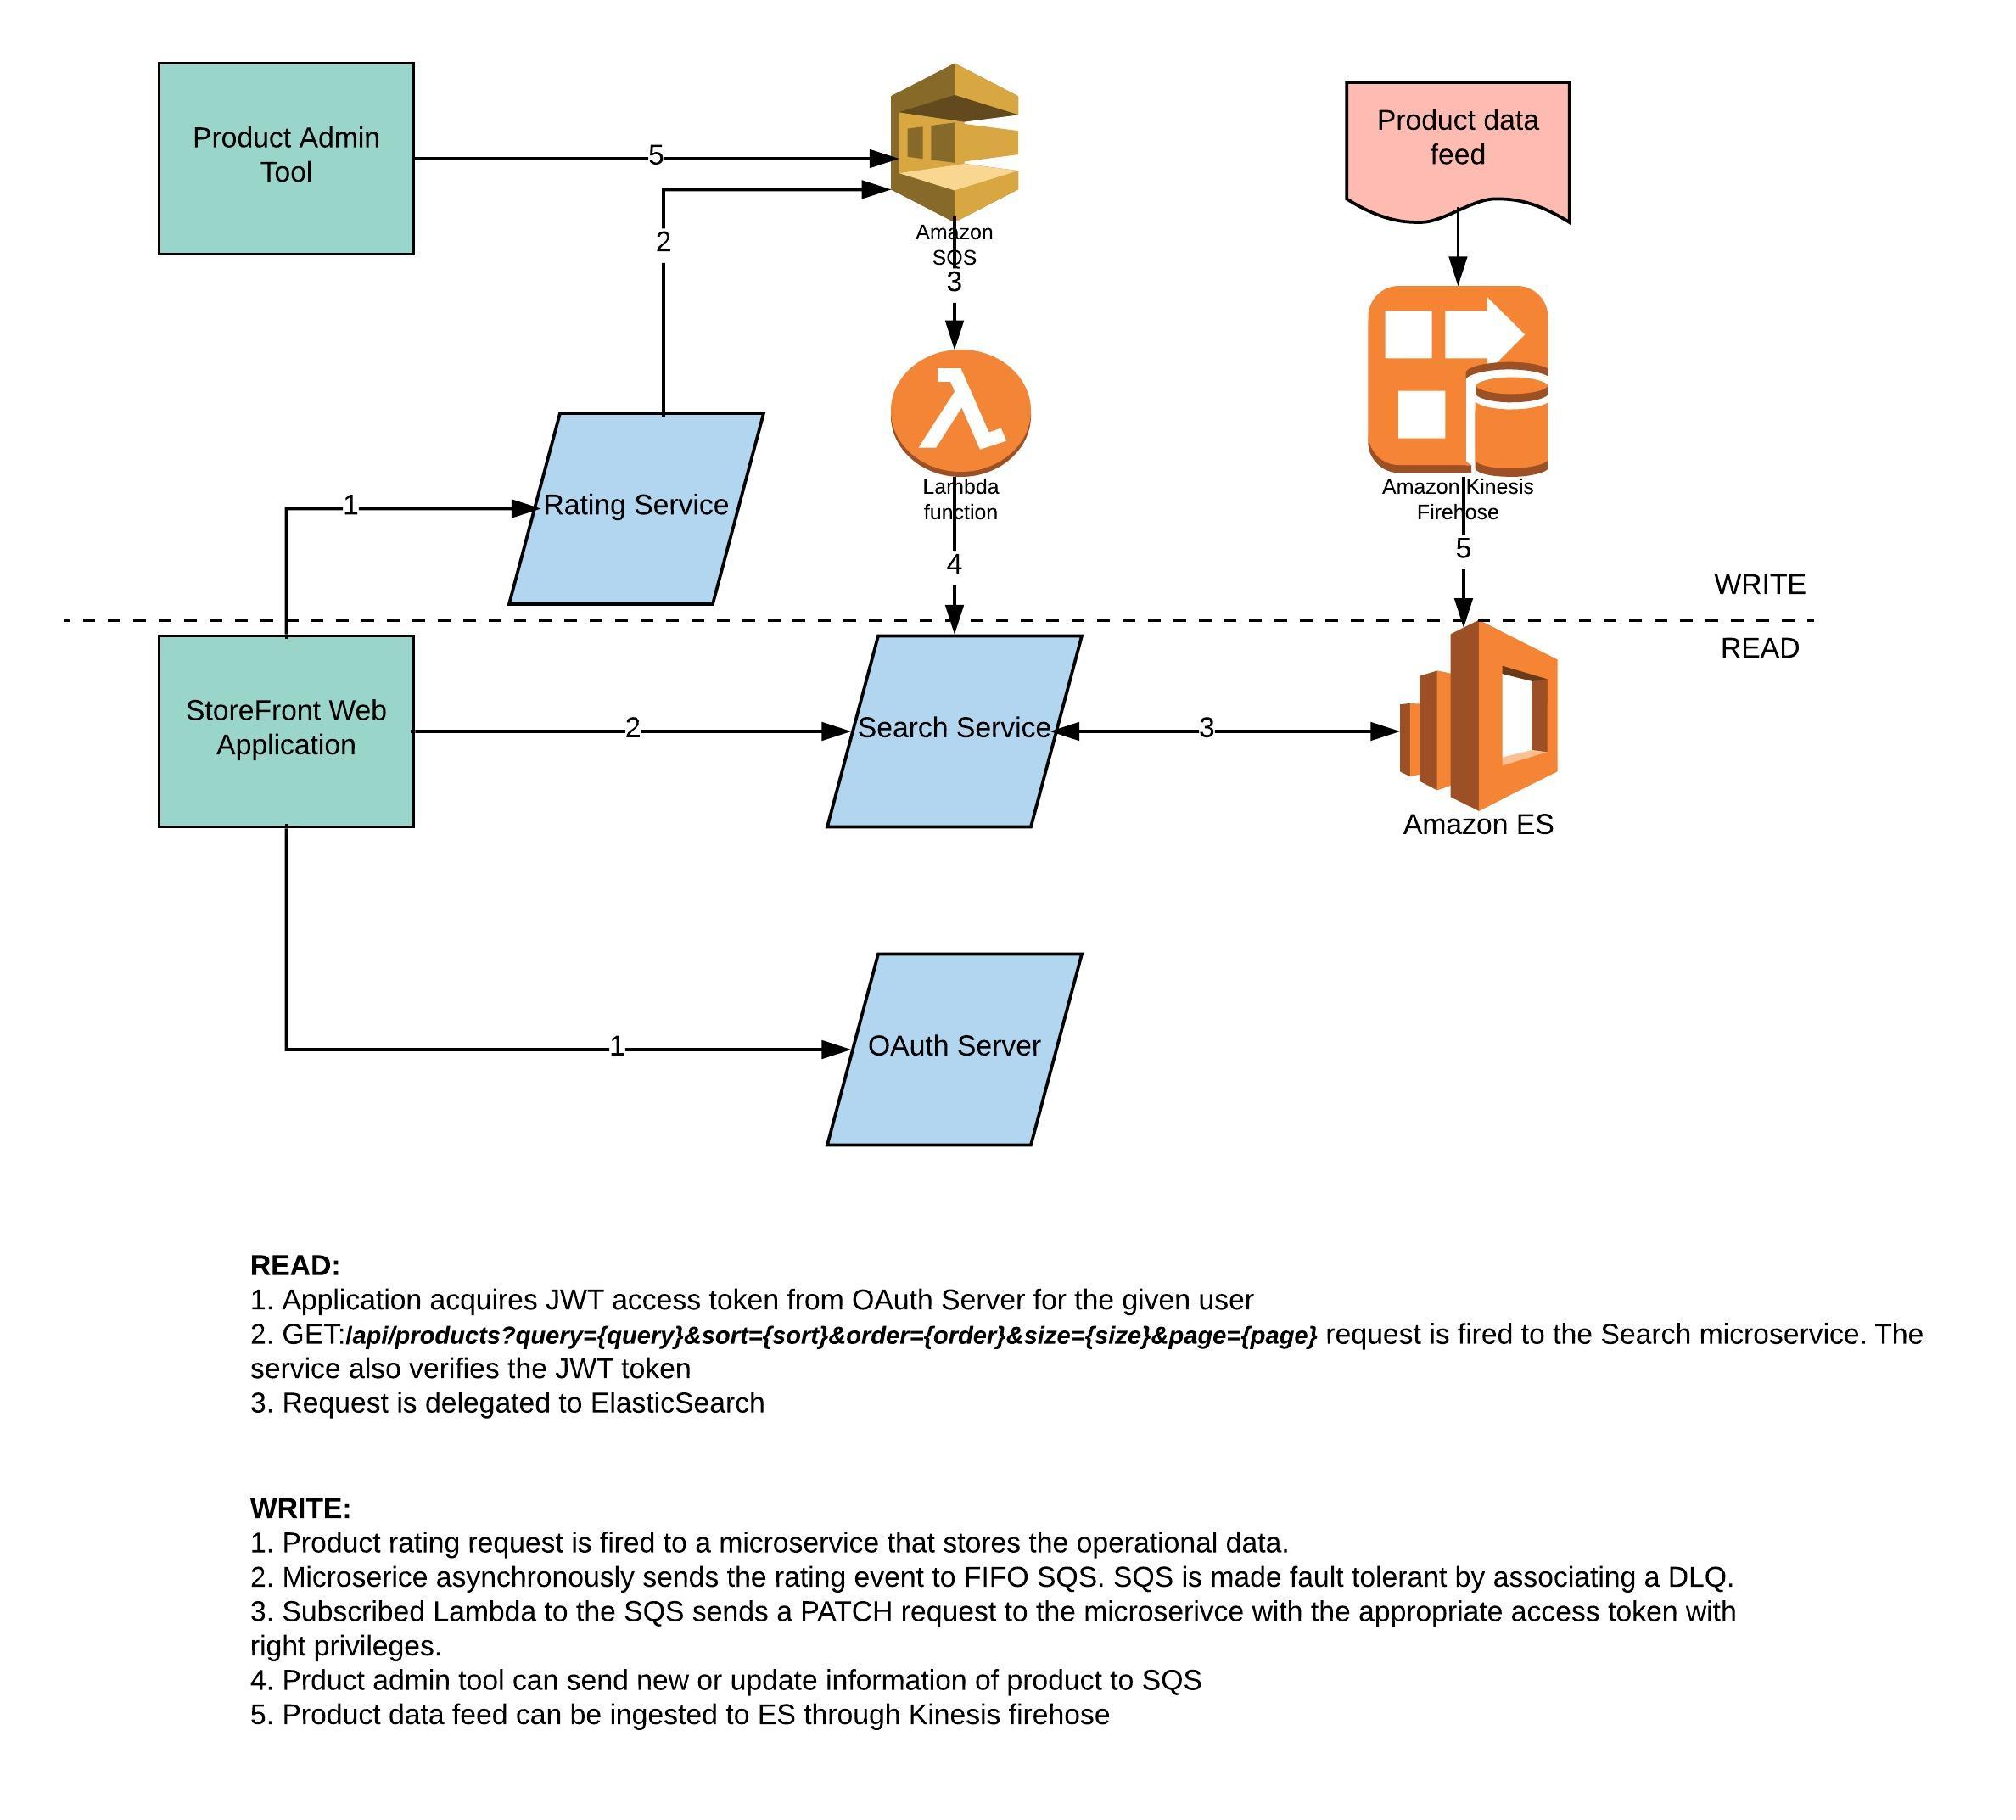 Product Admin
Tool
5
Amazon
SQS
Product data
feed
2
3
Lambda
function
Amazon Kinesis
Firehose
1
Rating Service
4
5
WRITE
READ
StoreFront Web
Application
2
Search Service
3
Amazon ES
1
OAuth Server
READ:
1. Application acquires JWT access token from OAuth Server for the given user
2. GET:/api/products?query={query}&sort={sort}&order={order}&size={size}&page={page} request is fired to the Search microservice. The
service also verifies the JWT token
3. Request is delegated to ElasticSearch
WRITE:
1. Product rating request is fired to a microservice that stores the operational data.
2. Microserice asynchronously sends the rating event to FIFO SQS. SQS is made fault tolerant by associating a DLQ.
3. Subscribed Lambda to the SQS sends a PATCH request to the microserivce with the appropriate access token with
right privileges.
4. Prduct admin tool can send new or update information of product to SQS
5. Product data feed can be ingested to ES through Kinesis firehose